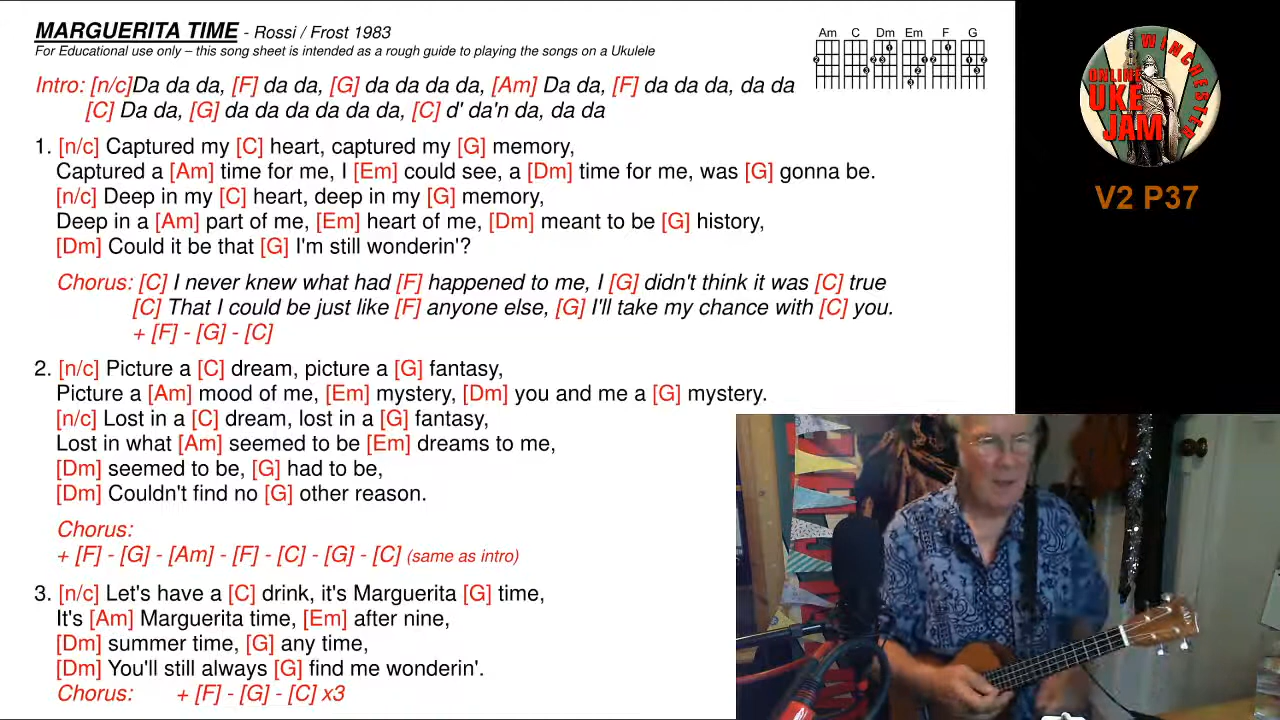 MARGUERITA TIME - Rossi / Frost 1983
For Educational use only – this song sheet is intended as a rough guide to playing the songs on a Ukulele
Am C Dm Em F G
Intro: [n/c]Da da da, [F] da da, [G] da da da da, [Am] Da da, [F] da da da, da da
[C] Da da, [G] da da da da da da, [C] d' da'n da, da da
1. [n/c] Captured my [C] heart, captured my [G] memory,
Captured a [Am] time for me, I [Em] could see, a [Dm] time for me, was [G] gonna be.
[n/c] Deep in my [C] heart, deep in my [G] memory,
Deep in a [Am] part of me, [Em] heart of me, [Dm] meant to be [G] history,
[Dm] Could it be that [G] I'm still wonderin'?
Chorus: [C] I never knew what had [F] happened to me, I [G] didn't think it was [C] true
[C] That I could be just like [F] anyone else, [G] I'll take my chance with [C] you.
+ [F] - [G] - [C]
2. [n/c] Picture a [C] dream, picture a [G] fantasy,
Picture a [Am] mood of me, [Em] mystery, [Dm] you and me a [G] mystery.
[n/c] Lost in a [C] dream, lost in a [G] fantasy,
Lost in what [Am] seemed to be [Em] dreams to me,
[Dm] seemed to be, [G] had to be,
[Dm] Couldn't find no [G] other reason.
Chorus:
+ [F] - [G] - [Am] - [F] - [C] - [G] - [C] (same as intro)
3. [n/c] Let's have a [C] drink, it's Marguerita [G] time,
It's [Am] Marguerita time, [Em] after nine,
[Dm] summer time, [G] any time,
[Dm] You'll still always [G] find me wonderin'.
Chorus: + [F] - [G] - [C] x3
WINCHESTER
ONLINE
UKE
JAM
V2 P37